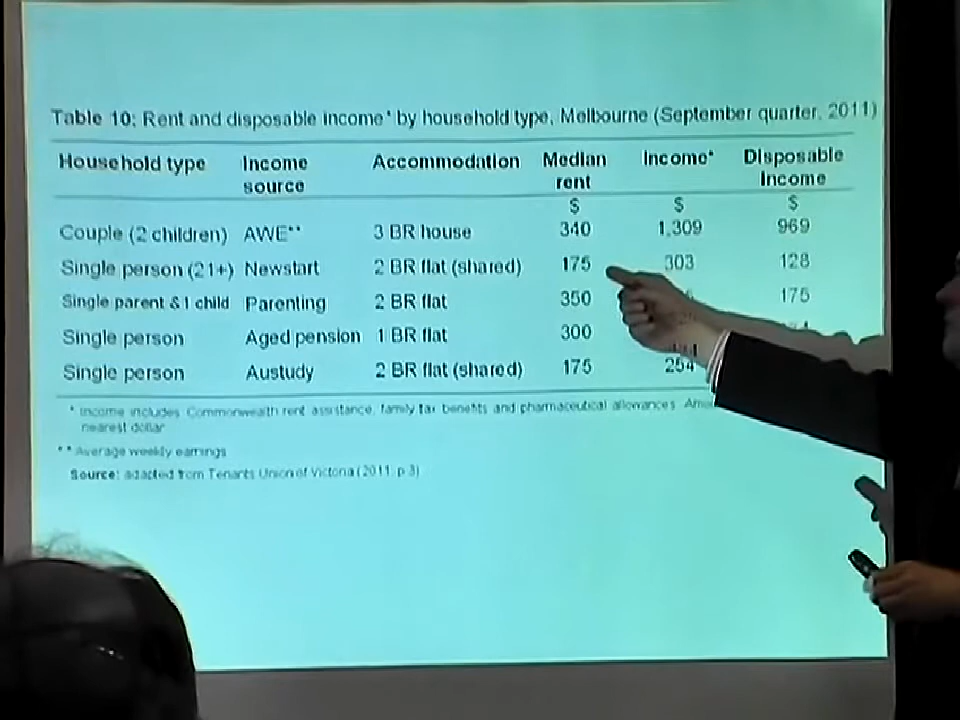 Table 10: Rent and disposable income* by household type, Melbourne (September quarter, 2011)
Household type Income source Accommodation Median rent Income* Disposable Income
$ $ $
Couple (2 children) AWE** 3 BR house 340 1,309 969
Single person (21+) Newstart 2 BR flat (shared) 175 303 128
Single parent & 1 child Parenting 2 BR flat 350 175
Single person Aged pension 1 BR flat 300
Single person Austudy 2 BR flat (shared) 175 254
* Income includes Commonwealth rent assistance, family tax benefits and pharmaceutical allowances.
nearest dollar
** Average weekly earnings
Source: adapted from Tenants Union of Victoria (2011: p 3)